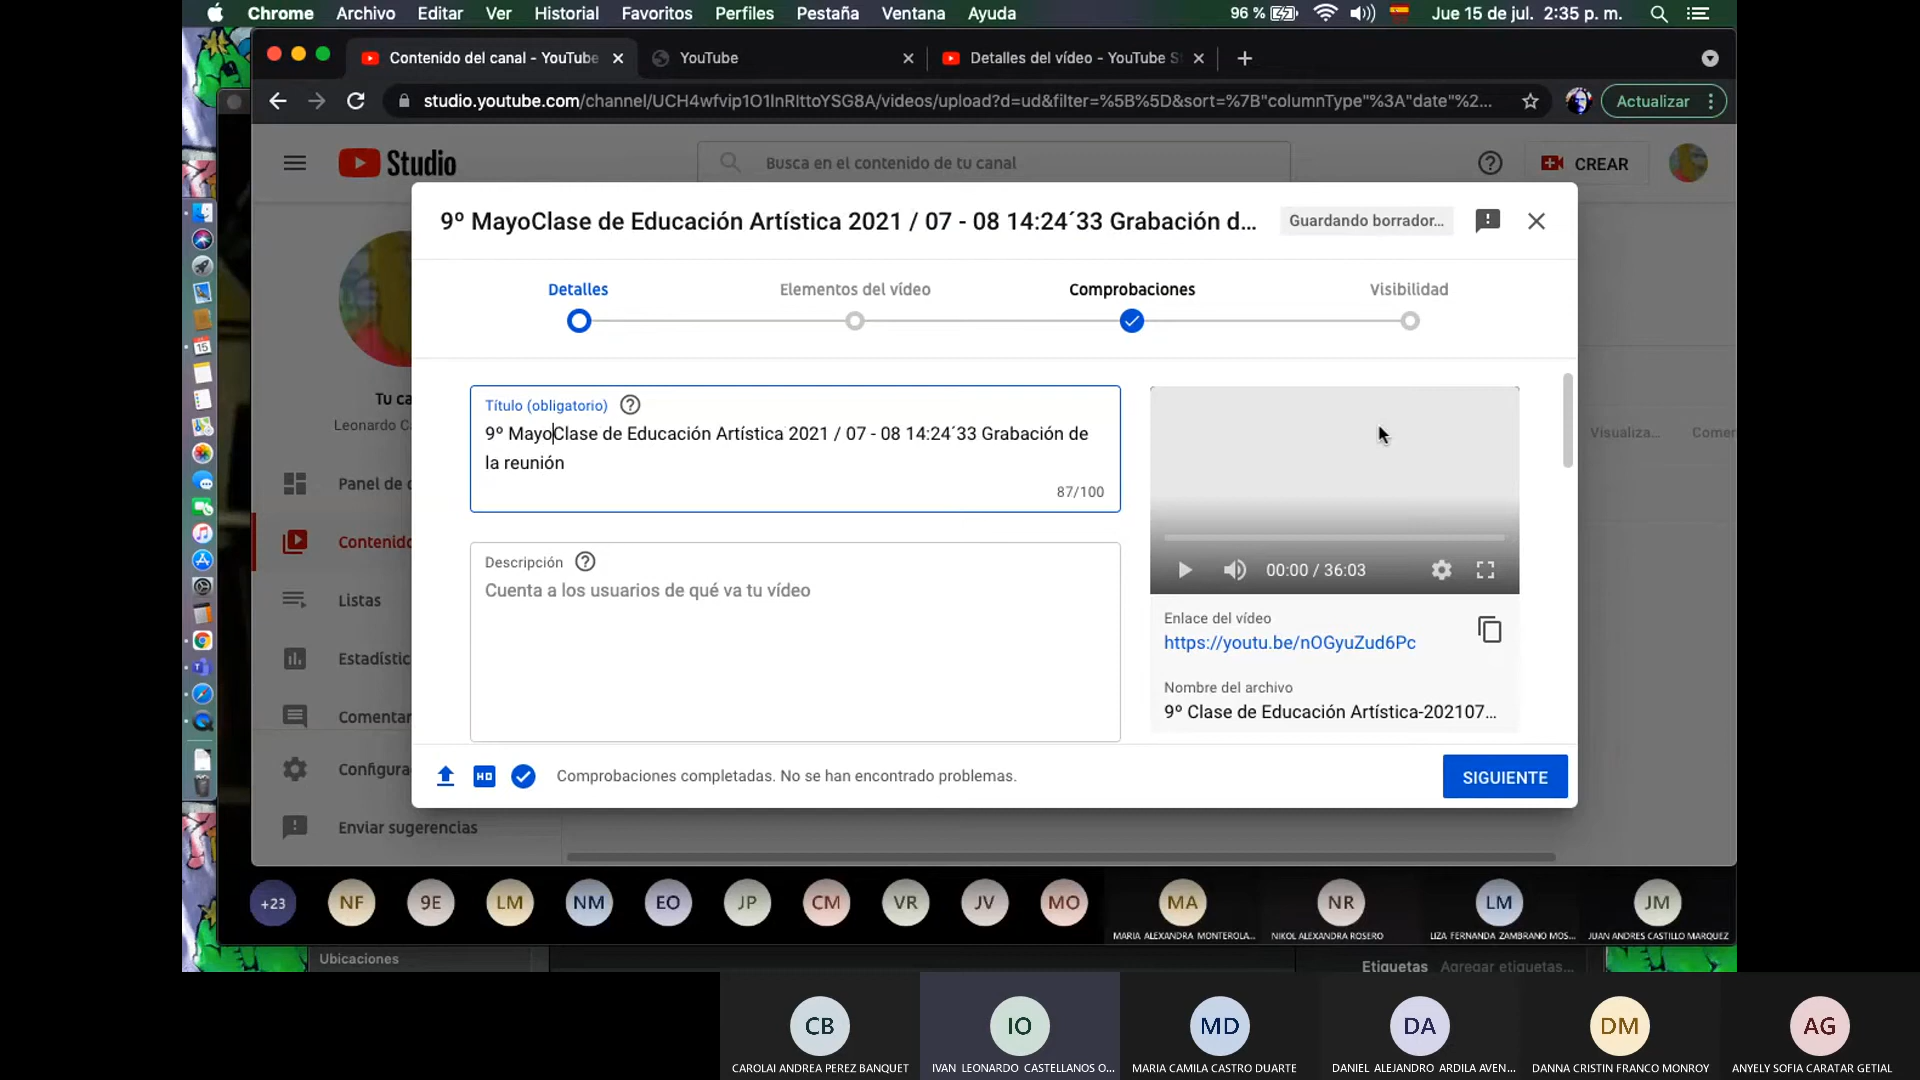 Chrome Archivo Editar Ver Historial Favoritos Perfiles Pestaña Ventana Ayuda 96 % Jue 15 de jul. 2:35 p. m.
Contenido del canal - YouTube
YouTube
Detalles del vídeo - YouTube S
studio.youtube.com/channel/UCH4wfvip1O1InRIttoYSG8A/videos/upload?d=ud&filter=%5B%5D&sort=%7B"columnType"%3A"date"%2...
Actualizar
Studio
Busca en el contenido de tu canal
CREAR
9º MayoClase de Educación Artística 2021 / 07 - 08 14:24´33 Grabación d...
Guardando borrador...
Detalles
Elementos del vídeo
Comprobaciones
Visibilidad
Tu ca
Leonardo C
Título (obligatorio)
9º MayoClase de Educación Artística 2021 / 07 - 08 14:24´33 Grabación de
la reunión
87/100
Visualiza...
Comer
Panel de c
Contenido
Listas
Estadístic
Comentar
Configura
Enviar sugerencias
Descripción
Cuenta a los usuarios de qué va tu vídeo
00:00 / 36:03
Enlace del vídeo
https://youtu.be/nOGyuZud6Pc
Nombre del archivo
9º Clase de Educación Artística-202107...
HD
Comprobaciones completadas. No se han encontrado problemas.
SIGUIENTE
15
+23 NF 9E LM NM EO JP CM VR JV MO MA NR LM JM
MARIA ALEXANDRA MONTEROLA...
NIKOL ALEXANDRA ROSERO
LIZA FERNANDA ZAMBRANO MOS...
JUAN ANDRES CASTILLO MARQUEZ
Ubicaciones
Etiquetas Agregar etiquetas...
CB IO MD DA DM AG
CAROLAI ANDREA PEREZ BANQUET
IVAN LEONARDO CASTELLANOS O...
MARIA CAMILA CASTRO DUARTE
DANIEL ALEJANDRO ARDILA AVEN...
DANNA CRISTIN FRANCO MONROY
ANYELY SOFIA CARATAR GETIAL